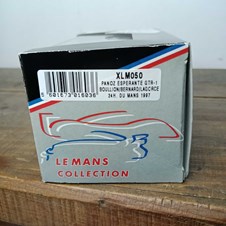 XLM050
PANOZ ESPERANTE GTR-1
BOULLION/BERNARD/LAGORCE
24H. DU MANS 1997
LE MANS
COLLECTION